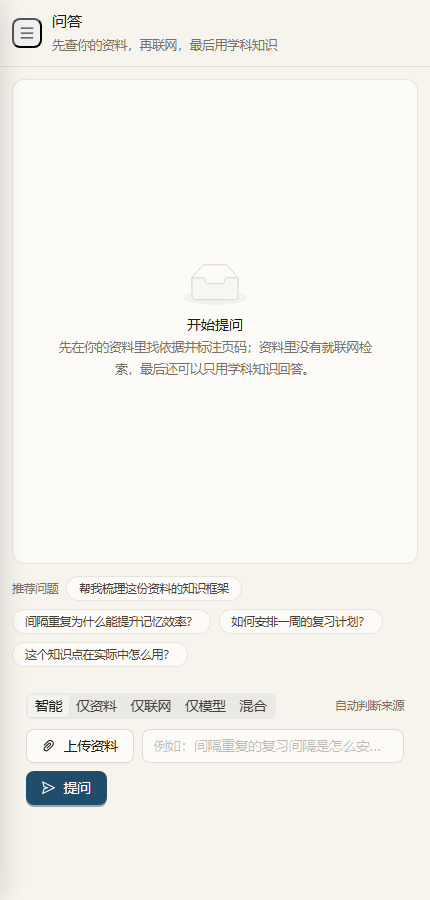 问答
先查你的资料，再联网，最后用学科知识
开始提问
先在你的资料里找依据并标注页码；资料里没有就联网检
索，最后还可以只用学科知识回答。
推荐问题 帮我梳理这份资料的知识框架
间隔重复为什么能提升记忆效率？ 如何安排一周的复习计划？
这个知识点在实际中怎么用？
智能 仅资料 仅联网 仅模型 混合 自动判断来源
上传资料 例如：间隔重复的复习间隔是怎么安...
提问